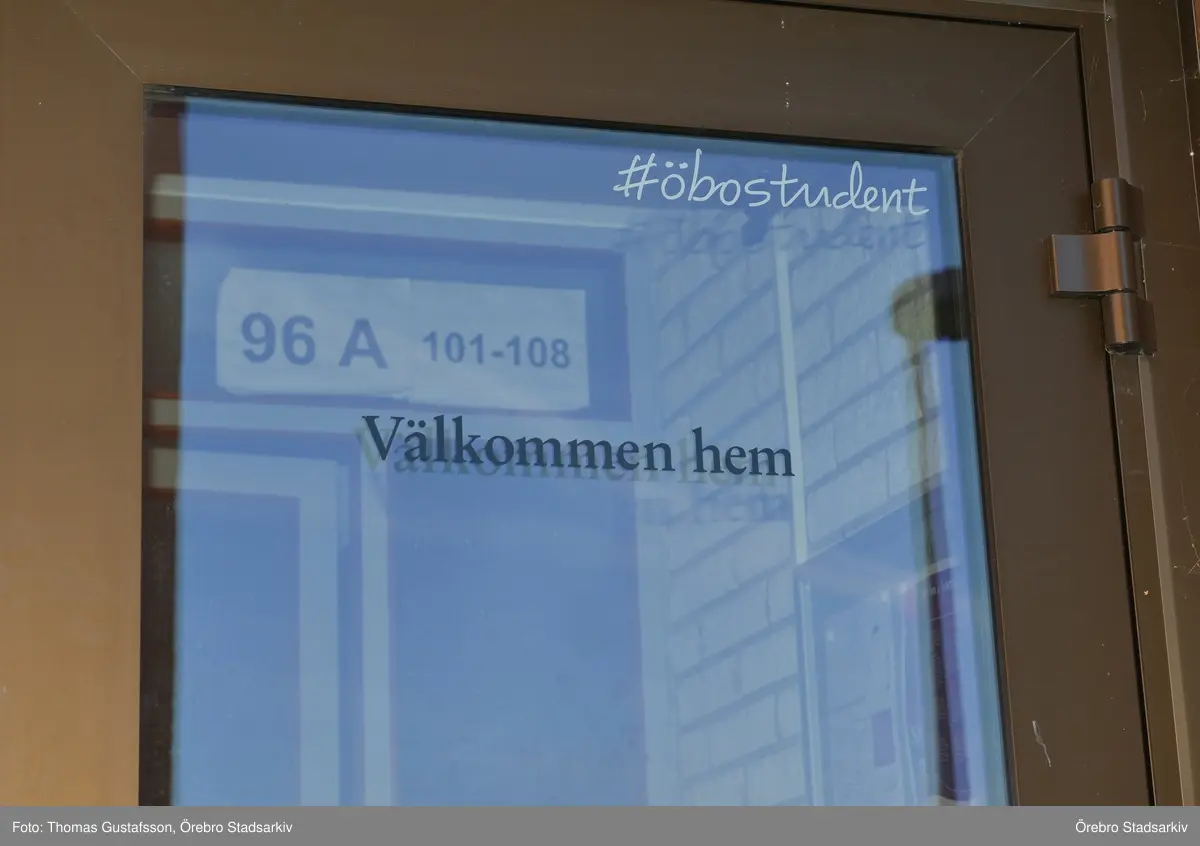 #öbostudent
96 A 101-108
Välkommen hem
Foto: Thomas Gustafsson, Örebro Stadsarkiv
Örebro Stadsarkiv